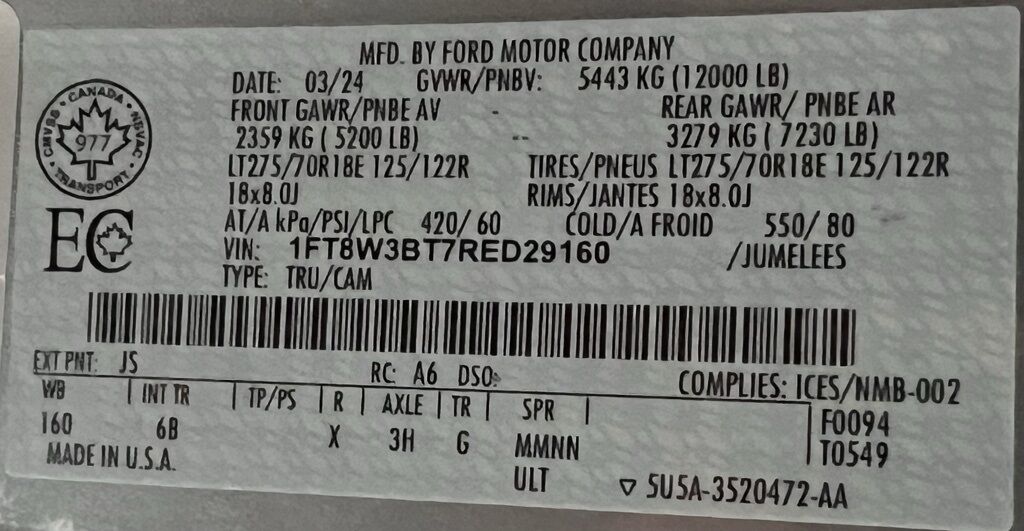 MFD. BY FORD MOTOR COMPANY
DATE: 03/24 GVWR/PNBV: 5443 KG (12000 LB)
FRONT GAWR/PNBE AV REAR GAWR/ PNBE AR
2359 KG ( 5200 LB) -- 3279 KG ( 7230 LB)
LT275/70R18E 125/122R TIRES/PNEUS LT275/70R18E 125/122R
18x8.0J RIMS/JANTES 18x8.0J
AT/A kPa/PSI/LPC 420/ 60 COLD/A FROID 550/ 80
VIN: 1FT8W3BT7RED29160 /JUMELEES
TYPE: TRU/CAM
CANADA
CMVSS 977 NSVAC
TRANSPORT
EC
EXT PNT: JS RC: A6 DSO: COMPLIES: ICES/NMB-002
WB INT TR TP/PS R AXLE TR SPR F0094
160 6B X 3H G MMNN T0549
MADE IN U.S.A. ULT ▽ 5U5A-3520472-AA